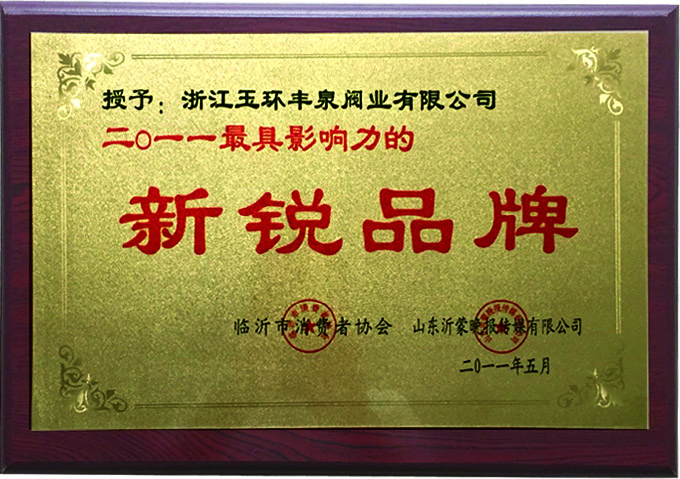 授予：浙江玉环丰泉阀业有限公司
二〇一一最具影响力的
新锐品牌
临沂市消费者协会 山东沂蒙晚报传媒有限公司
二〇一一年五月